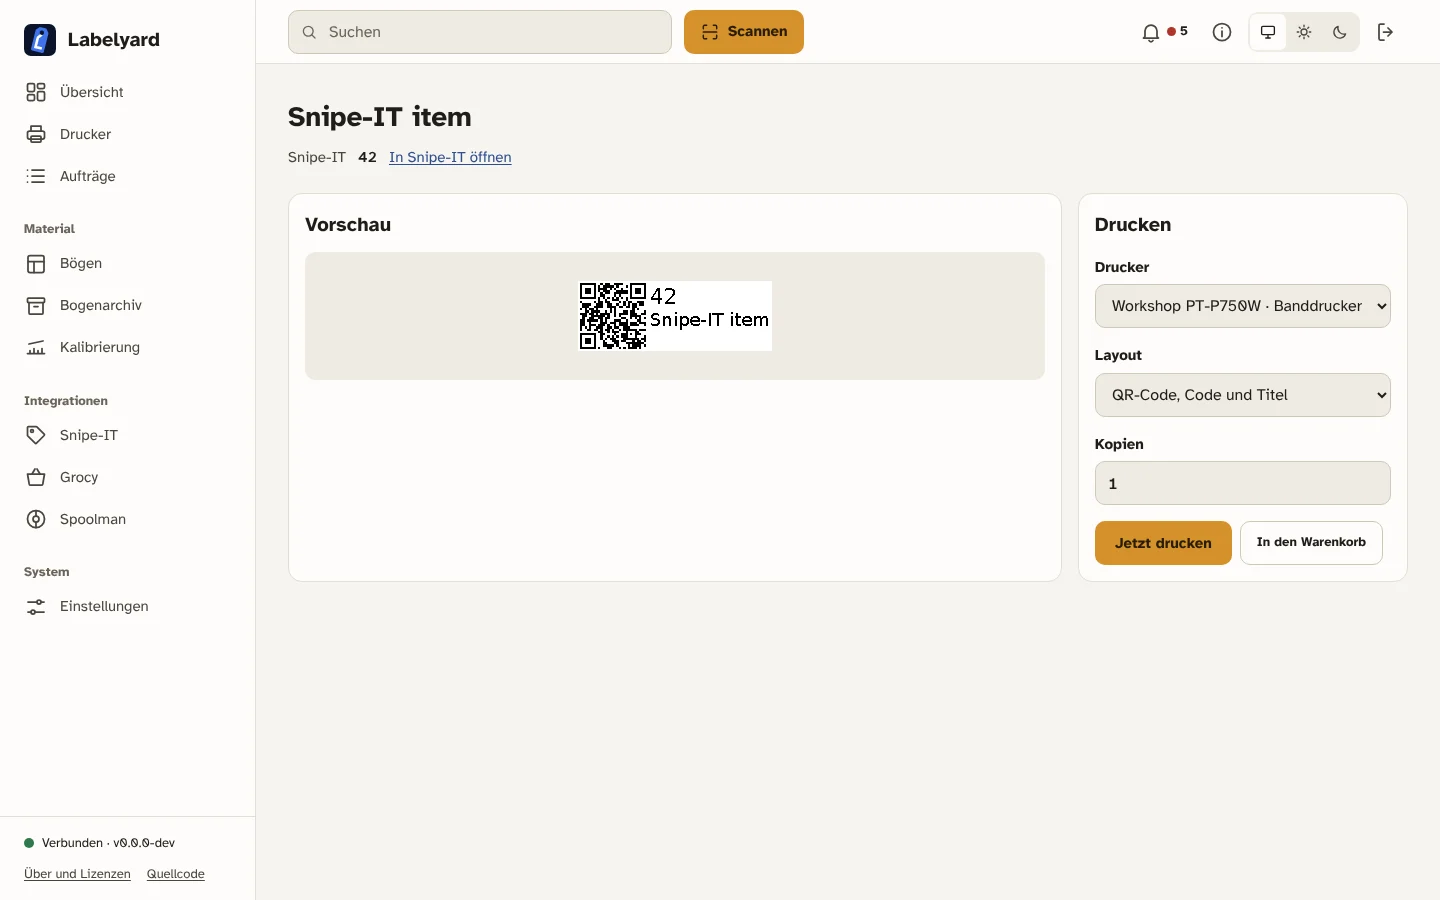 Labelyard
Suchen
Scannen
5
Übersicht
Drucker
Aufträge
Material
Bögen
Bogenarchiv
Kalibrierung
Integrationen
Snipe-IT
Grocy
Spoolman
System
Einstellungen
Verbunden · v0.0.0-dev
Über und Lizenzen Quellcode
Snipe-IT item
Snipe-IT 42 In Snipe-IT öffnen
Vorschau
42
Snipe-IT item
Drucken
Drucker
Workshop PT-P750W · Banddrucker
Layout
QR-Code, Code und Titel
Kopien
1
Jetzt drucken
In den Warenkorb